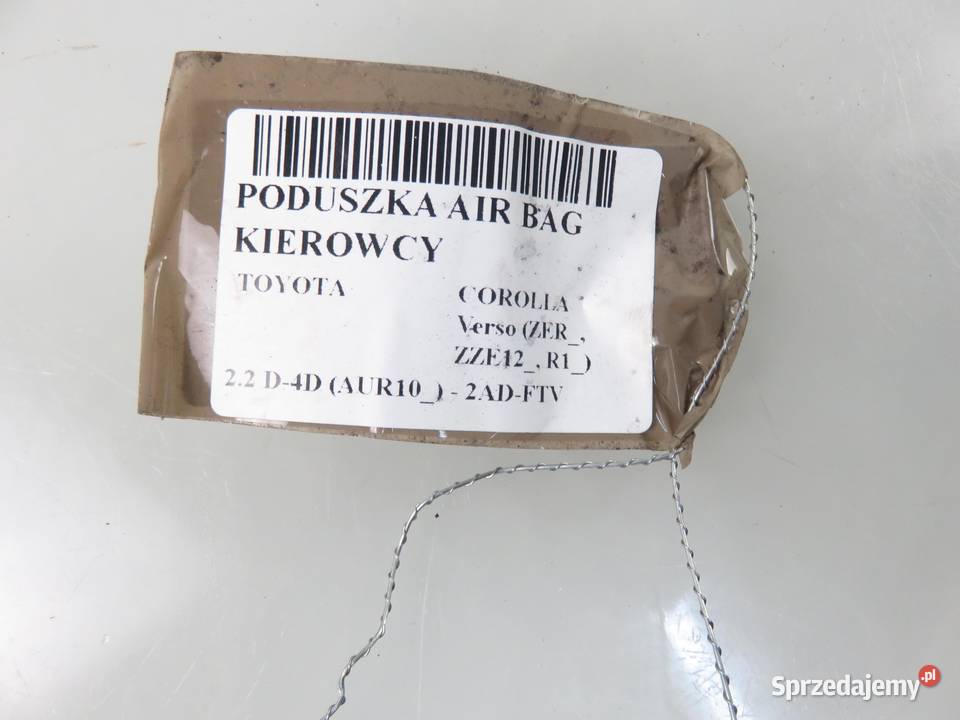 PODUSZKA AIR BAG
KIEROWCY
TOYOTA
COROLLA
Verso (ZER_,
ZZE12_, R1_)
2.2 D-4D (AUR10_) - 2AD-FTV
Sprzedajemy.pl